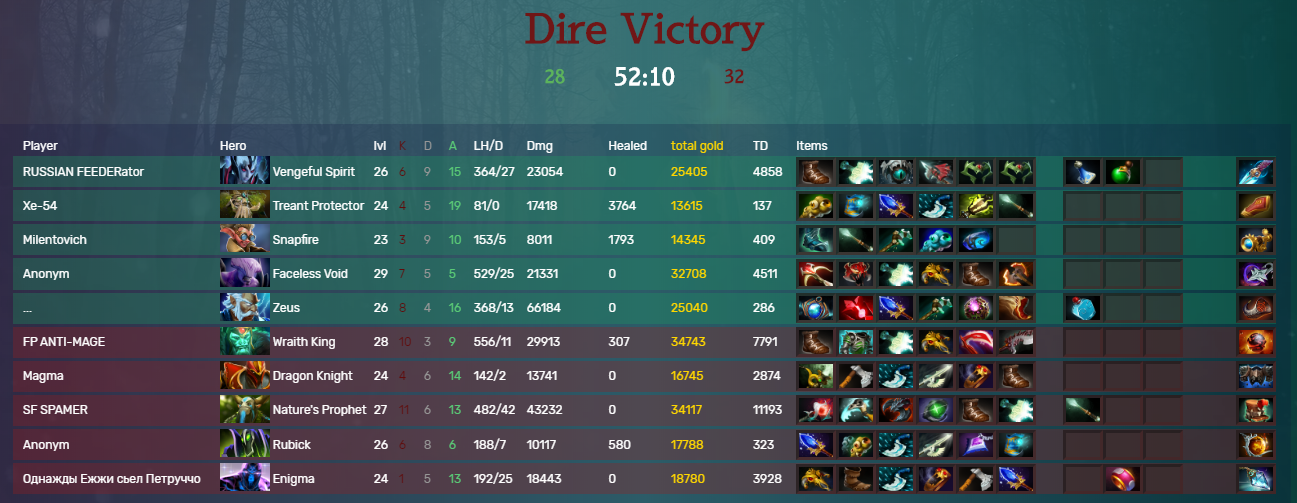 Dire Victory
28 52:10 32
Player Hero lvl K D A LH/D Dmg Healed total gold TD Items
RUSSIAN FEEDERator Vengeful Spirit 26 6 9 15 364/27 23054 0 25405 4858
Xe-54 Treant Protector 24 4 5 19 81/0 17418 3764 13615 137
Milentovich Snapfire 23 3 9 10 153/5 8011 1793 14345 409
Anonym Faceless Void 29 7 5 5 529/25 21331 0 32708 4511
... Zeus 26 8 4 16 368/13 66184 0 25040 286
FP ANTI-MAGE Wraith King 28 10 3 9 556/11 29913 307 34743 7791
Magma Dragon Knight 24 4 6 14 142/2 13741 0 16745 2874
SF SPAMER Nature's Prophet 27 11 6 13 482/42 43232 0 34117 11193
Anonym Rubick 26 6 8 6 188/7 10117 580 17788 323
Однажды Ежжи сьел Петруччо Enigma 24 1 5 13 192/25 18443 0 18780 3928